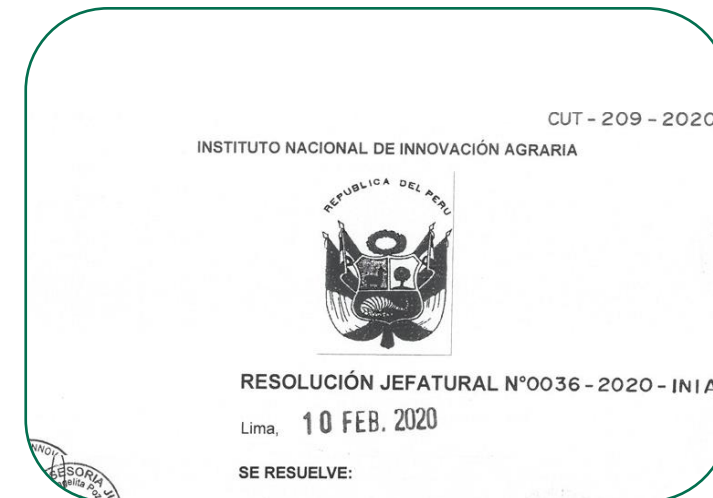 CUT - 209 - 2020
INSTITUTO NACIONAL DE INNOVACIÓN AGRARIA
REPUBLICA DEL PERU
RESOLUCIÓN JEFATURAL N°0036-2020-INIA
Lima, 10 FEB. 2020
SE RESUELVE: